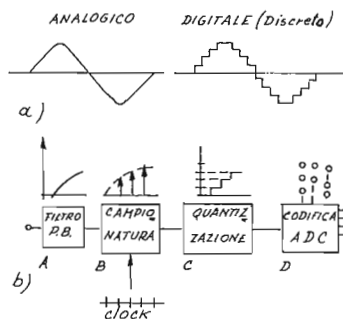 ANALOGICO
DIGITALE (Discreto)
a)
FILTRO
P.B.
CAMPIO
NATURA
QUANTIZ
ZAZIONE
CODIFICA
ADC
A
B
C
D
b)
CLOCK